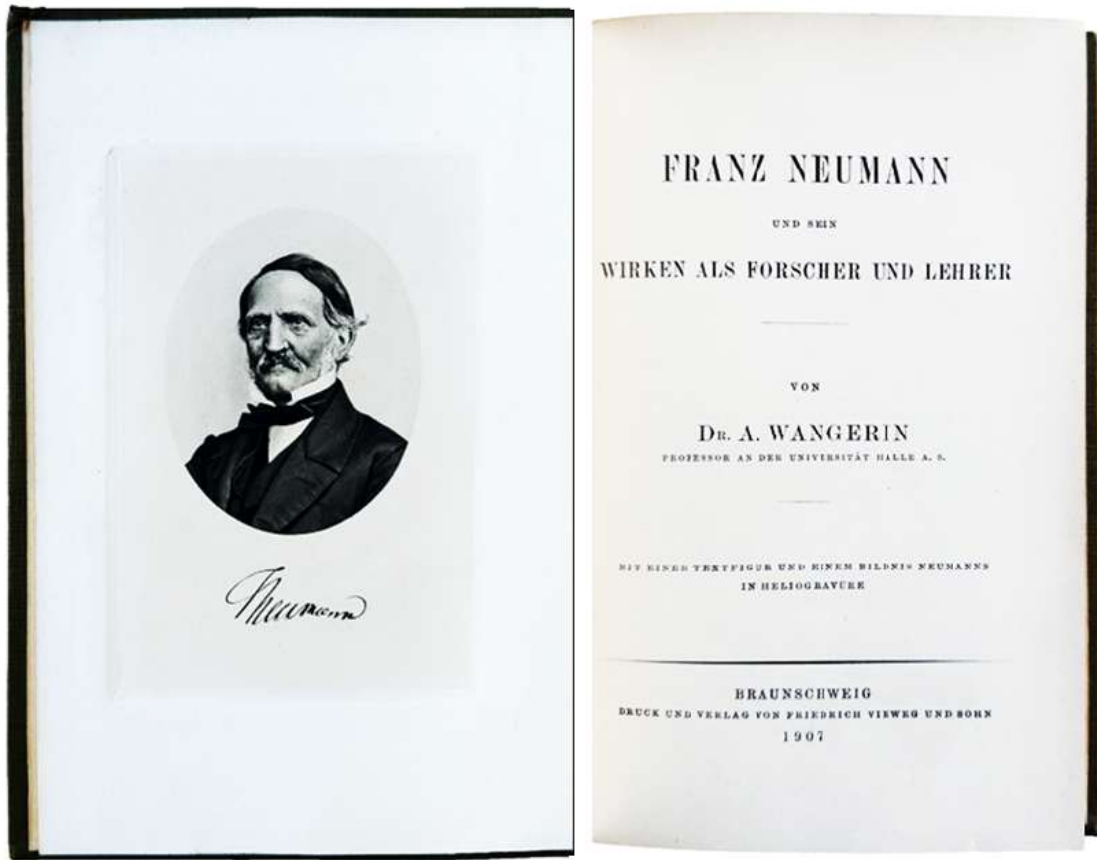 Neumann
FRANZ NEUMANN
UND SEIN
WIRKEN ALS FORSCHER UND LEHRER
VON
DR. A. WANGERIN
PROFESSOR AN DER UNIVERSITÄT HALLE A. S.
MIT EINER TEXTFIGUR UND EINEM BILDNIS NEUMANNS
IN HELIOGRAVÜRE
BRAUNSCHWEIG
DRUCK UND VERLAG VON FRIEDRICH VIEWEG UND SOHN
1907